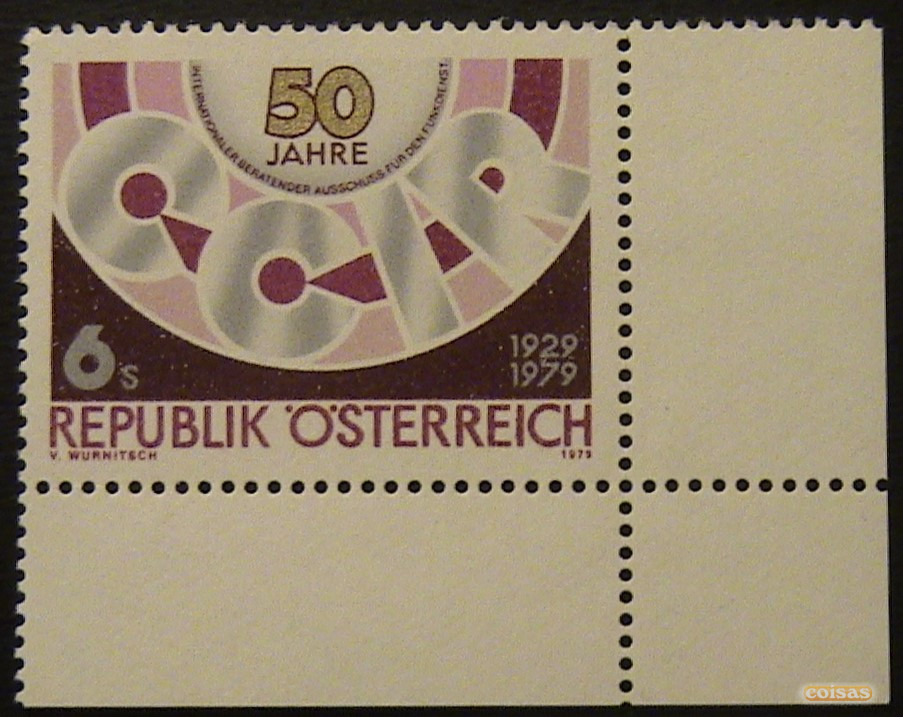 50
JAHRE
INTERNATIONALER BERATENDER AUSSCHUSS FÜR DEN FUNKDIENST
CCIR
6 S
1929
1979
REPUBLIK ÖSTERREICH
V. WURNITSCH 1979
coisas